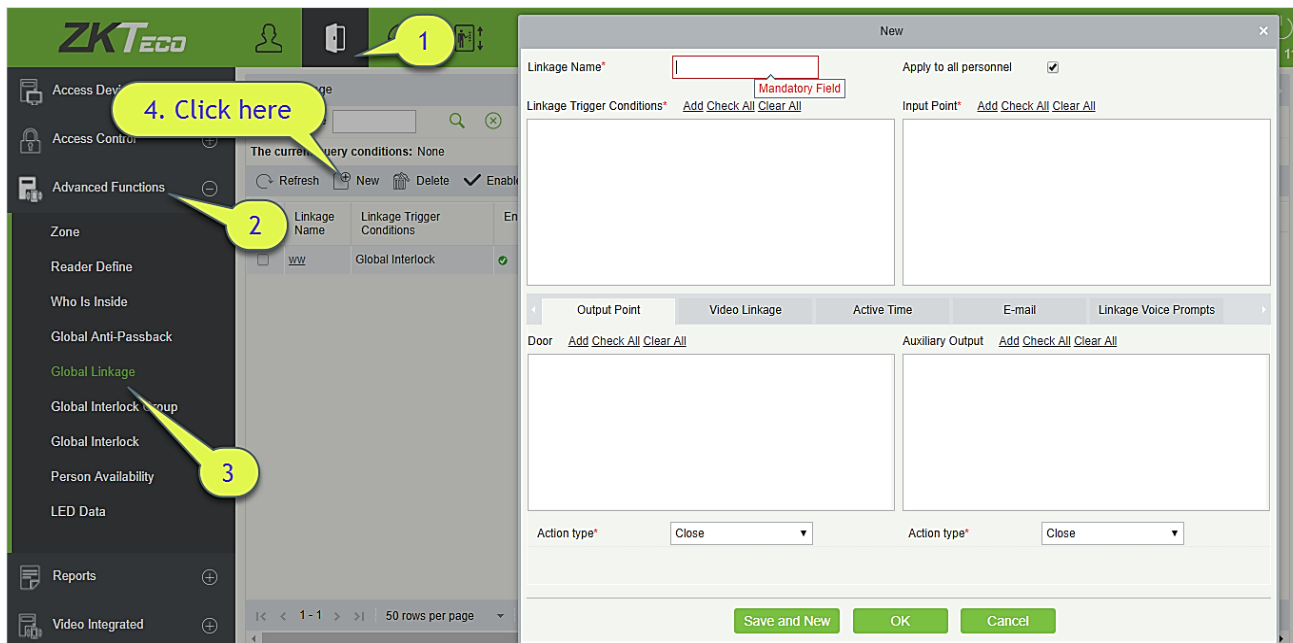 ZKTECO
1
Access Devi
4. Click here
ge
Access Control
The current query conditions: None
Advanced Functions
Refresh New Delete Enable
2
Linkage Name
Linkage Trigger Conditions
En
ww
Global Interlock
Zone
Reader Define
Who Is Inside
Global Anti-Passback
Global Linkage
Global Interlock Group
Global Interlock
3
Person Availability
LED Data
Reports
Video Integrated
1-1
50 rows per page
New
×
Linkage Name*
Mandatory Field
Apply to all personnel
Linkage Trigger Conditions* Add Check All Clear All
Input Point* Add Check All Clear All
Output Point
Video Linkage
Active Time
E-mail
Linkage Voice Prompts
Door Add Check All Clear All
Auxiliary Output Add Check All Clear All
Action type* Close
Action type* Close
Save and New
OK
Cancel